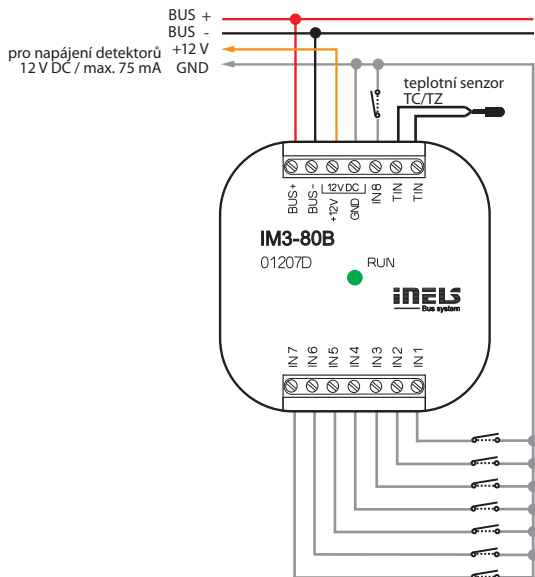 BUS +
BUS -
+12 V
GND
pro napájení detektorů
12 V DC / max. 75 mA
teplotní senzor
TC/TZ
BUS+
BUS-
12V DC
+12V
GND
IN8
TIN
TIN
IM3-80B
01207D
RUN
iNELS
Bus system
IN7
IN6
IN5
IN4
IN3
IN2
IN1